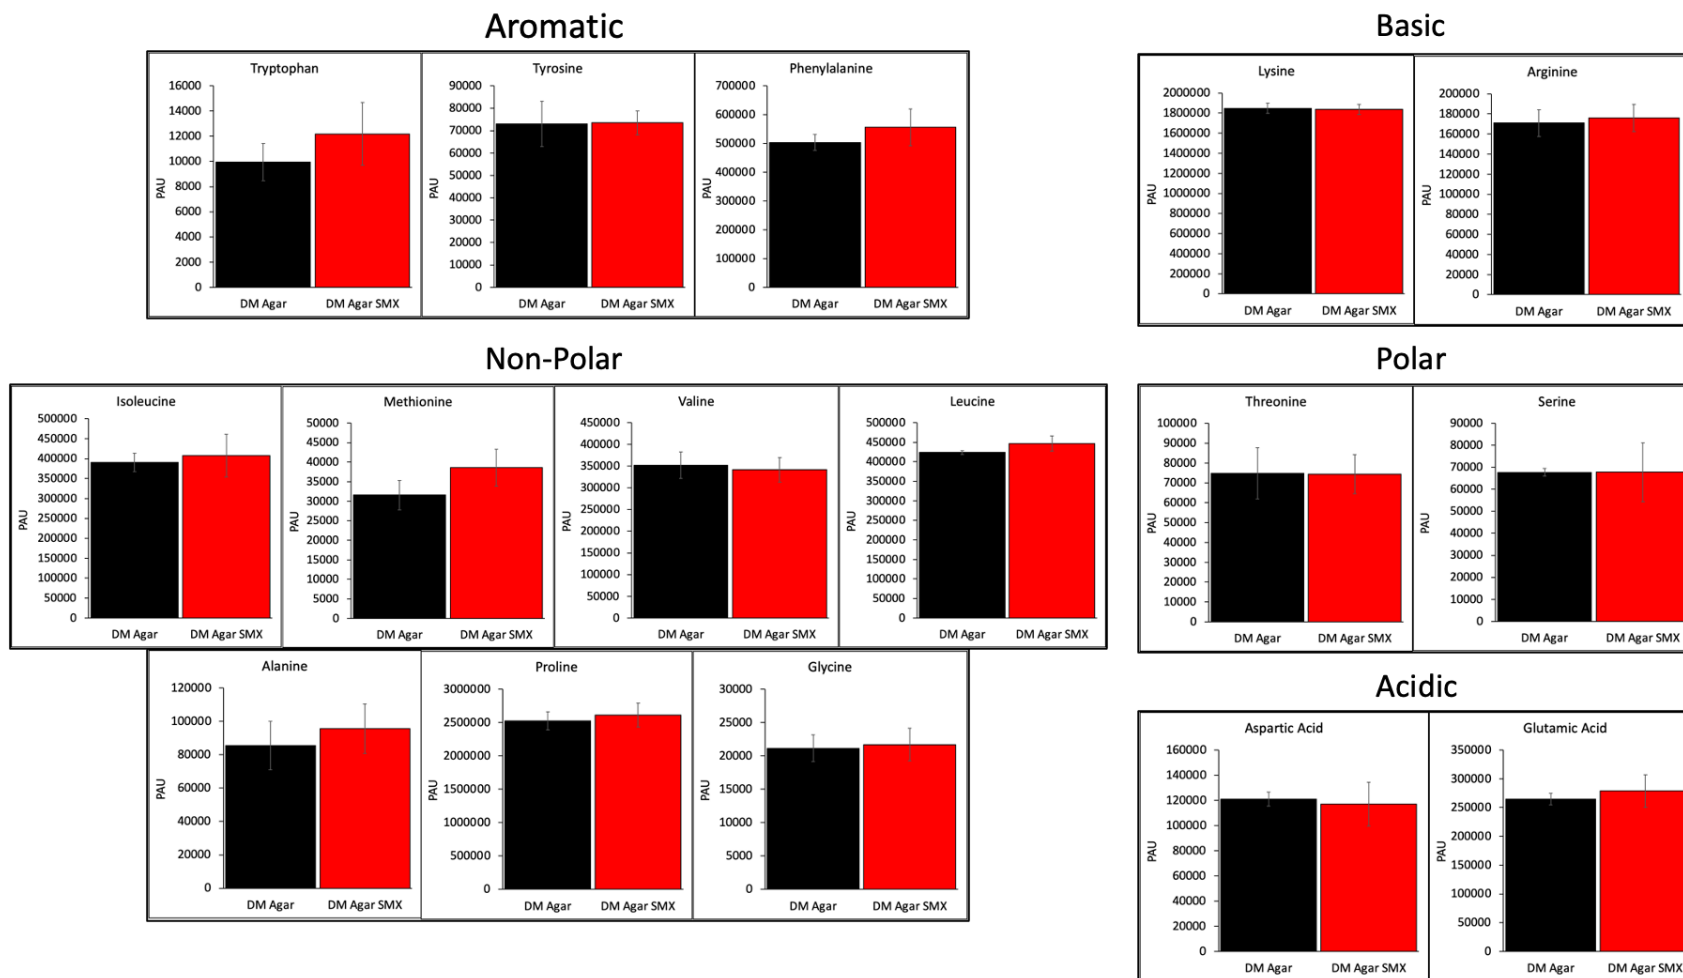 Aromatic
Tryptophan
16000
14000
12000
10000
8000
6000
4000
2000
0
PAU
DM Agar DM Agar SMX
Tyrosine
90000
80000
70000
60000
50000
40000
30000
20000
10000
0
PAU
DM Agar DM Agar SMX
Phenylalanine
700000
600000
500000
400000
300000
200000
100000
0
PAU
DM Agar DM Agar SMX
Basic
Lysine
2000000
1800000
1600000
1400000
1200000
1000000
800000
600000
400000
200000
0
PAU
DM Agar DM Agar SMX
Arginine
200000
180000
160000
140000
120000
100000
80000
60000
40000
20000
0
PAU
DM Agar DM Agar SMX
Non-Polar
Isoleucine
500000
450000
400000
350000
300000
250000
200000
150000
100000
50000
0
PAU
DM Agar DM Agar SMX
Methionine
50000
45000
40000
35000
30000
25000
20000
15000
10000
5000
0
PAU
DM Agar DM Agar SMX
Valine
450000
400000
350000
300000
250000
200000
150000
100000
50000
0
PAU
DM Agar DM Agar SMX
Leucine
500000
450000
400000
350000
300000
250000
200000
150000
100000
50000
0
PAU
DM Agar DM Agar SMX
Alanine
120000
100000
80000
60000
40000
20000
0
PAU
DM Agar DM Agar SMX
Proline
3000000
2500000
2000000
1500000
1000000
500000
0
PAU
DM Agar DM Agar SMX
Glycine
30000
25000
20000
15000
10000
5000
0
PAU
DM Agar DM Agar SMX
Polar
Threonine
100000
90000
80000
70000
60000
50000
40000
30000
20000
10000
0
PAU
DM Agar DM Agar SMX
Serine
90000
80000
70000
60000
50000
40000
30000
20000
10000
0
PAU
DM Agar DM Agar SMX
Acidic
Aspartic Acid
160000
140000
120000
100000
80000
60000
40000
20000
0
PAU
DM Agar DM Agar SMX
Glutamic Acid
350000
300000
250000
200000
150000
100000
50000
0
PAU
DM Agar DM Agar SMX